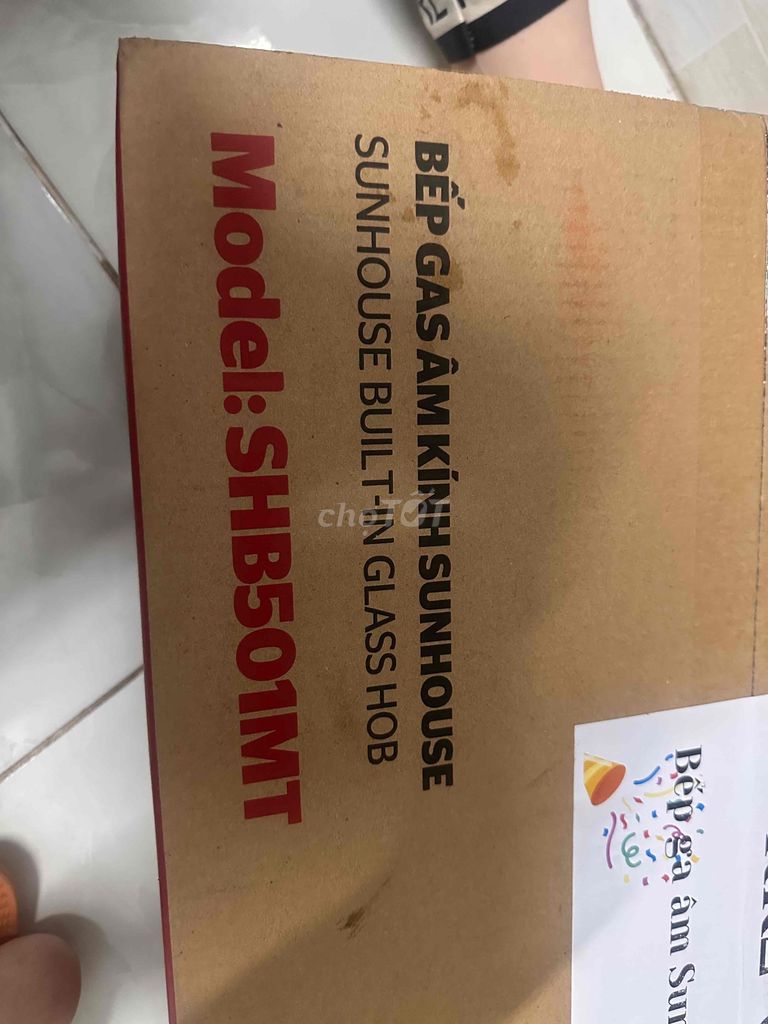 BẾP GAS ÂM KÍNH SUNHOUSE
SUNHOUSE BUILT-IN GLASS HOB
Model:SHB501MT
chợTỐT
Bếp ga âm Sun